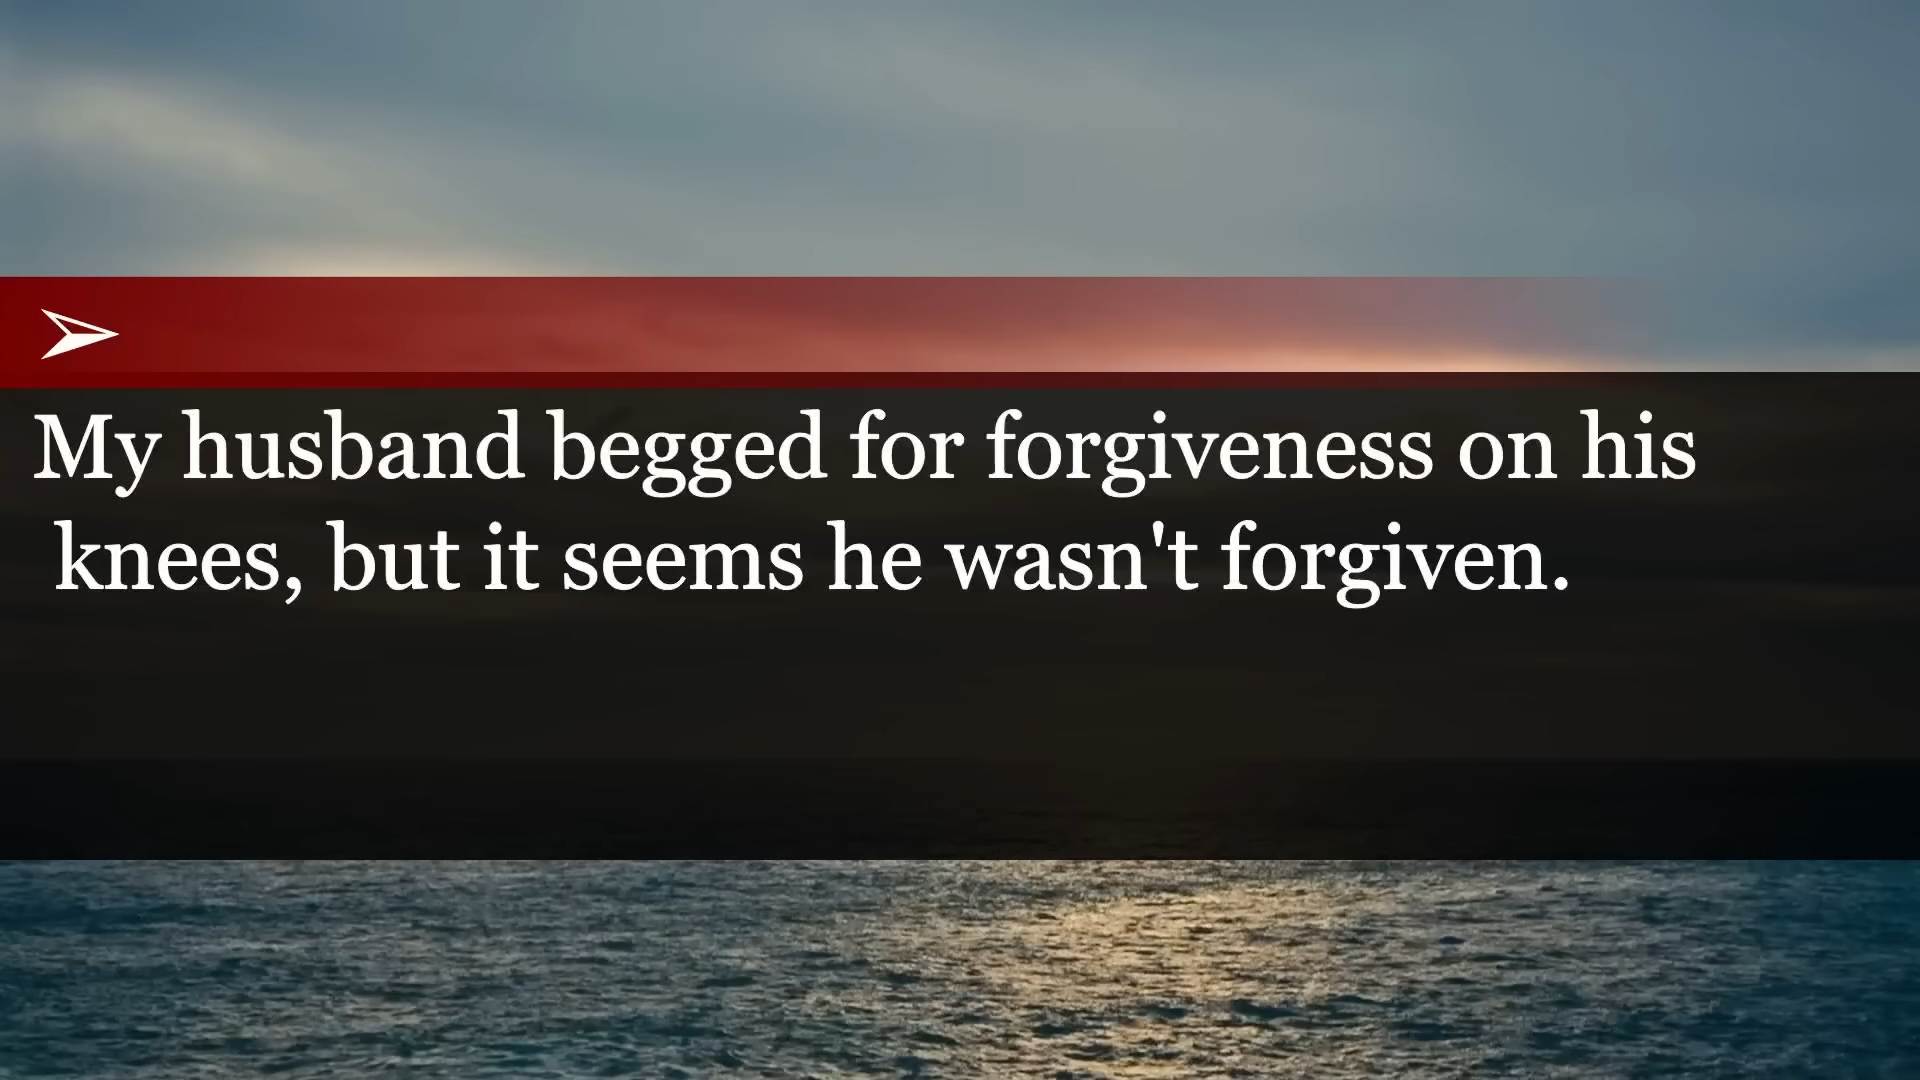 My husband begged for forgiveness on his
knees, but it seems he wasn't forgiven.